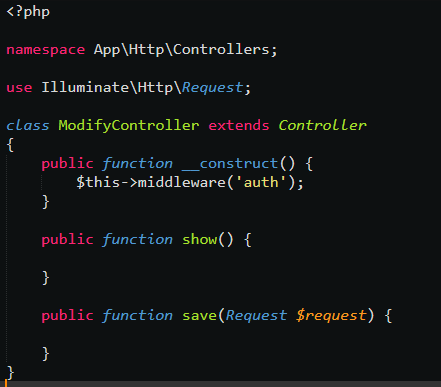 <?php
namespace App\Http\Controllers;
use Illuminate\Http\Request;
class ModifyController extends Controller
{
    public function __construct() {
        $this->middleware('auth');
    }
    public function show() {
    }
    public function save(Request $request) {
    }
}